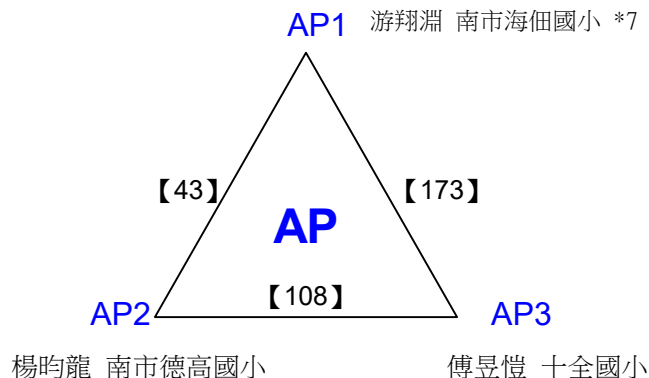 AP1 游翔淵 南市海佃國小 *7
【43】 【173】
AP
【108】
AP2 AP3
楊昀龍 南市德高國小 傅昱愷 十全國小